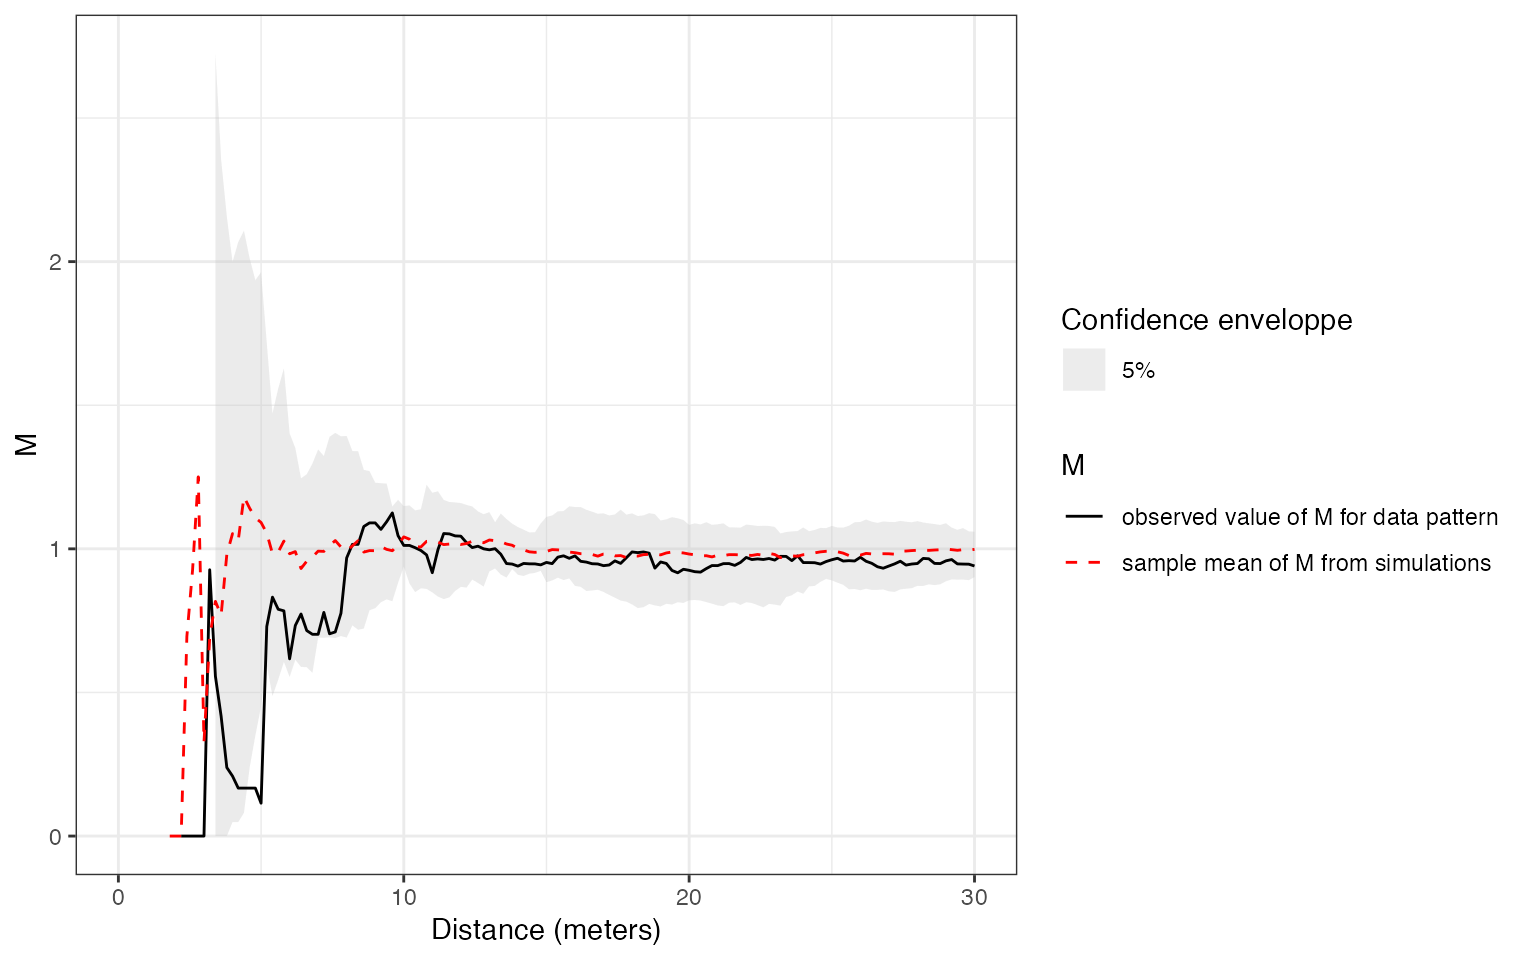 2
1
0
M
0
10
20
30
Distance (meters)
Confidence enveloppe
5%
M
observed value of M for data pattern
sample mean of M from simulations